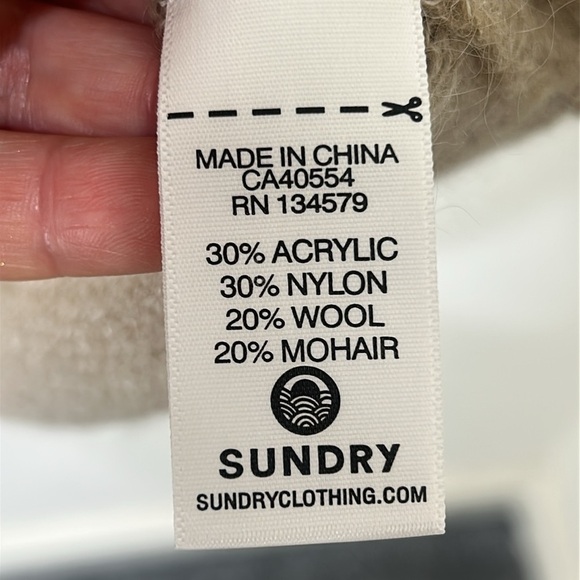 MADE IN CHINA
CA40554
RN 134579
30% ACRYLIC
30% NYLON
20% WOOL
20% MOHAIR
SUNDRY
SUNDRYCLOTHING.COM